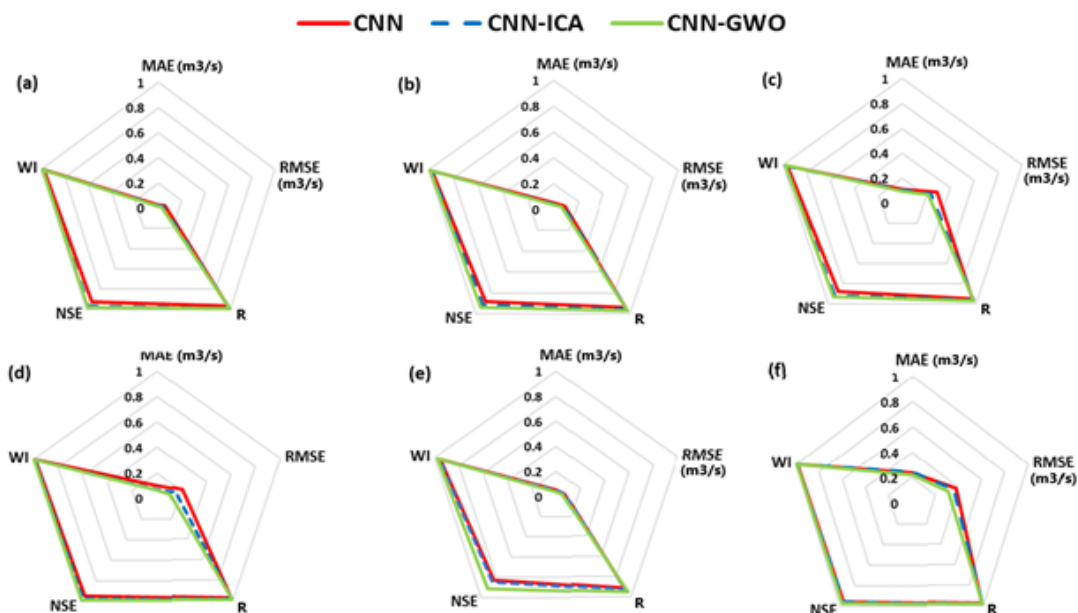 CNN CNN-ICA CNN-GWO
(a)
MAE (m3/s)
1
0.8
0.6
0.4
0.2
0
WI
RMSE
(m3/s)
NSE
R
(b)
MAE (m3/s)
1
0.8
0.6
0.4
0.2
0
WI
RMSE
(m3/s)
NSE
R
(c)
MAE (m3/s)
1
0.8
0.6
0.4
0.2
0
WI
RMSE
(m3/s)
NSE
R
(d)
MAE (m3/s)
1
0.8
0.6
0.4
0.2
0
WI
RMSE
NSE
R
(e)
MAE (m3/s)
1
0.8
0.6
0.4
0.2
0
WI
RMSE
(m3/s)
NSE
R
(f)
MAE (m3/s)
1
0.8
0.6
0.4
0.2
0
WI
RMSE
(m3/s)
NSE
R